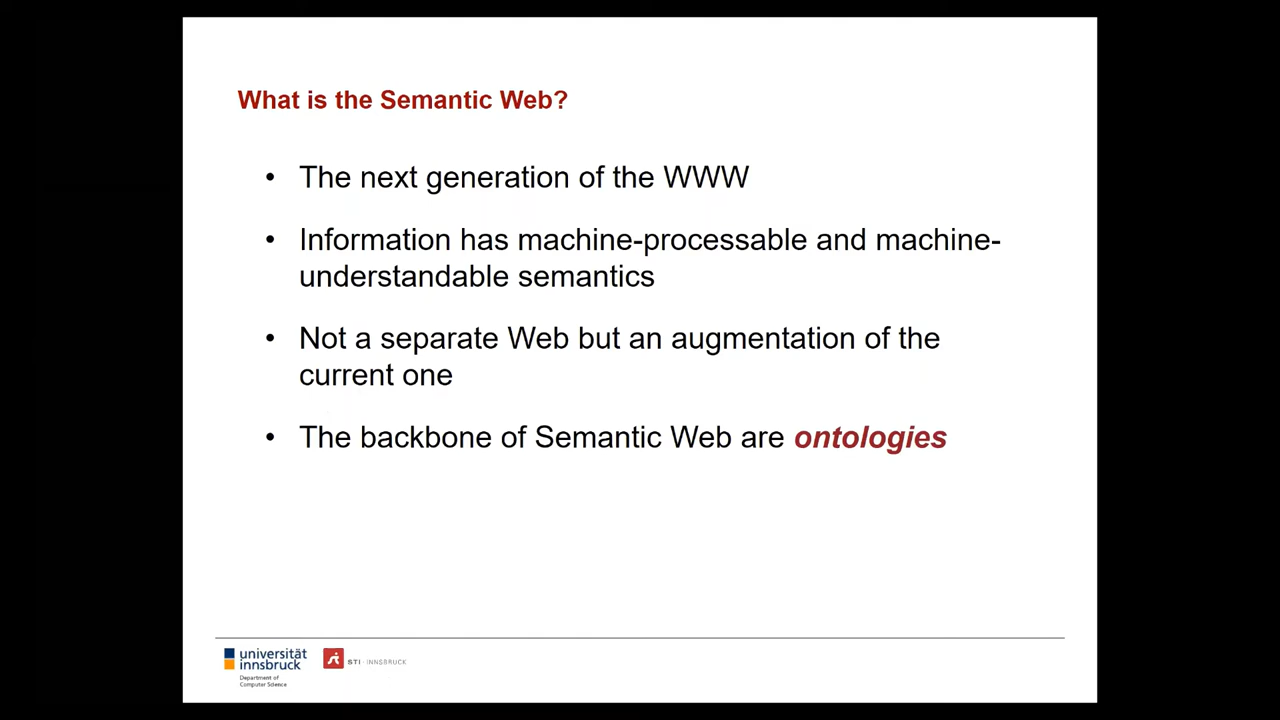 What is the Semantic Web?
• The next generation of the WWW
• Information has machine-processable and machine-
understandable semantics
• Not a separate Web but an augmentation of the
current one
• The backbone of Semantic Web are ontologies
universität
innsbruck
Department of
Computer Science
STI · INNSBRUCK